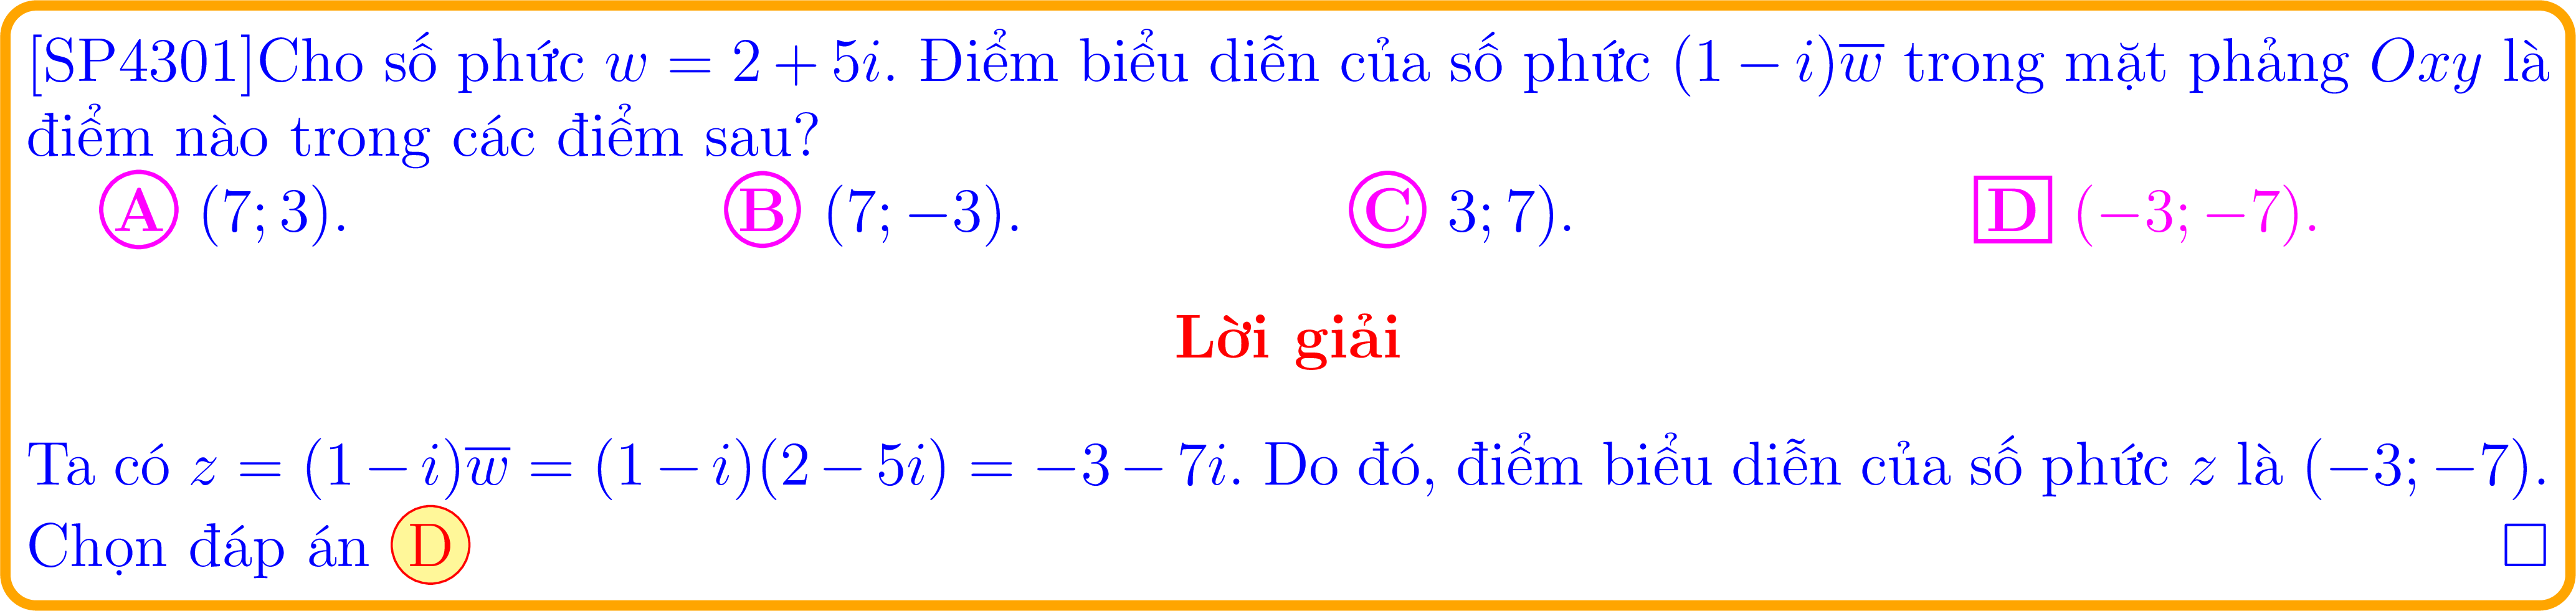 [SP4301]Cho số phức $w = 2 + 5i$. Điểm biểu diễn của số phức $(1 - i)\overline{w}$ trong mặt phảng $Oxy$ là
điểm nào trong các điểm sau?
A (7; 3). B (7; −3). C 3; 7). D (−3; −7).
Lời giải
Ta có $z = (1 - i)\overline{w} = (1 - i)(2 - 5i) = -3 - 7i$. Do đó, điểm biểu diễn của số phức $z$ là (−3; −7).
Chọn đáp án D □